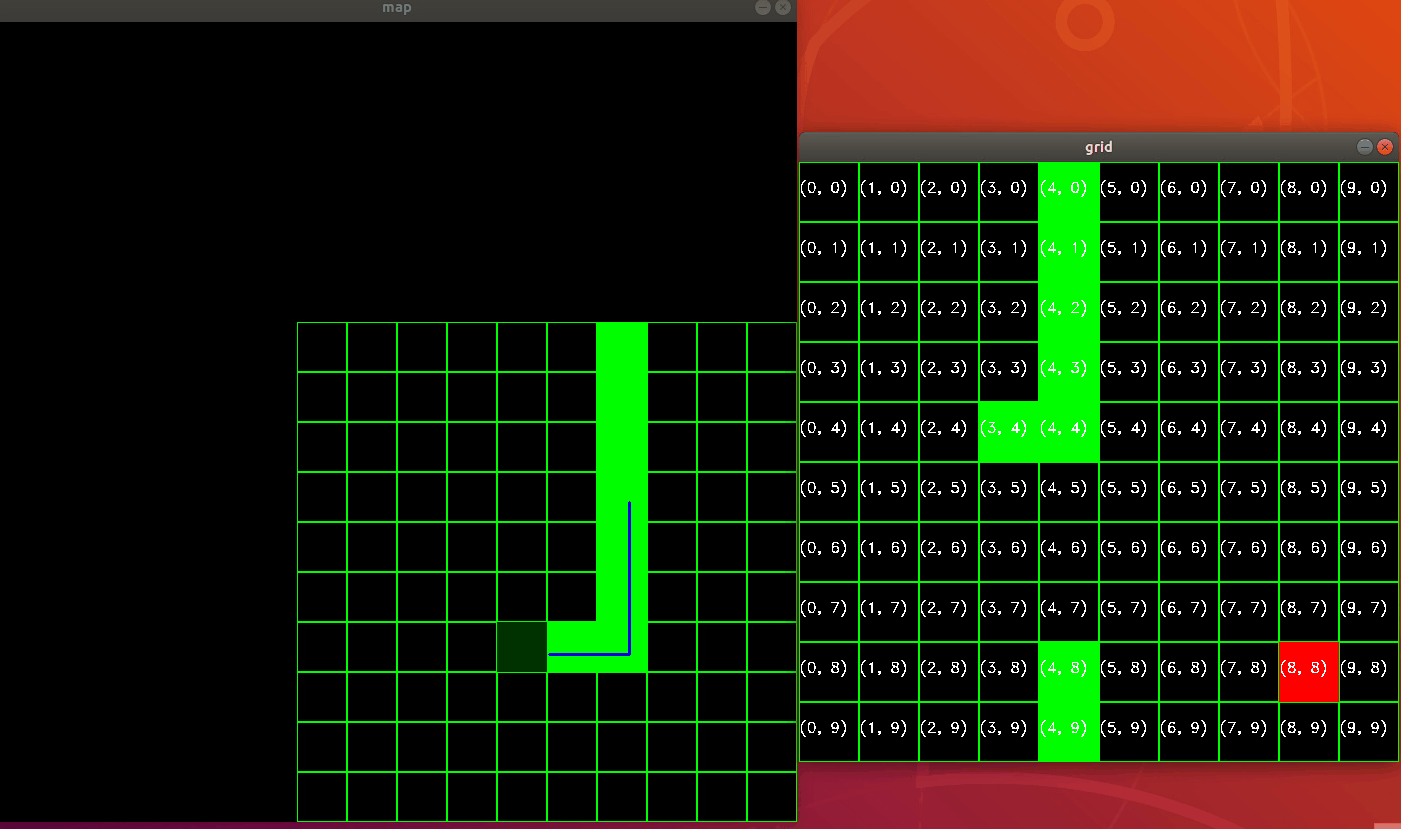 map
grid
(0, 0) (1, 0) (2, 0) (3, 0) (4, 0) (5, 0) (6, 0) (7, 0) (8, 0) (9, 0)
(0, 1) (1, 1) (2, 1) (3, 1) (4, 1) (5, 1) (6, 1) (7, 1) (8, 1) (9, 1)
(0, 2) (1, 2) (2, 2) (3, 2) (4, 2) (5, 2) (6, 2) (7, 2) (8, 2) (9, 2)
(0, 3) (1, 3) (2, 3) (3, 3) (4, 3) (5, 3) (6, 3) (7, 3) (8, 3) (9, 3)
(0, 4) (1, 4) (2, 4) (3, 4) (4, 4) (5, 4) (6, 4) (7, 4) (8, 4) (9, 4)
(0, 5) (1, 5) (2, 5) (3, 5) (4, 5) (5, 5) (6, 5) (7, 5) (8, 5) (9, 5)
(0, 6) (1, 6) (2, 6) (3, 6) (4, 6) (5, 6) (6, 6) (7, 6) (8, 6) (9, 6)
(0, 7) (1, 7) (2, 7) (3, 7) (4, 7) (5, 7) (6, 7) (7, 7) (8, 7) (9, 7)
(0, 8) (1, 8) (2, 8) (3, 8) (4, 8) (5, 8) (6, 8) (7, 8) (8, 8) (9, 8)
(0, 9) (1, 9) (2, 9) (3, 9) (4, 9) (5, 9) (6, 9) (7, 9) (8, 9) (9, 9)